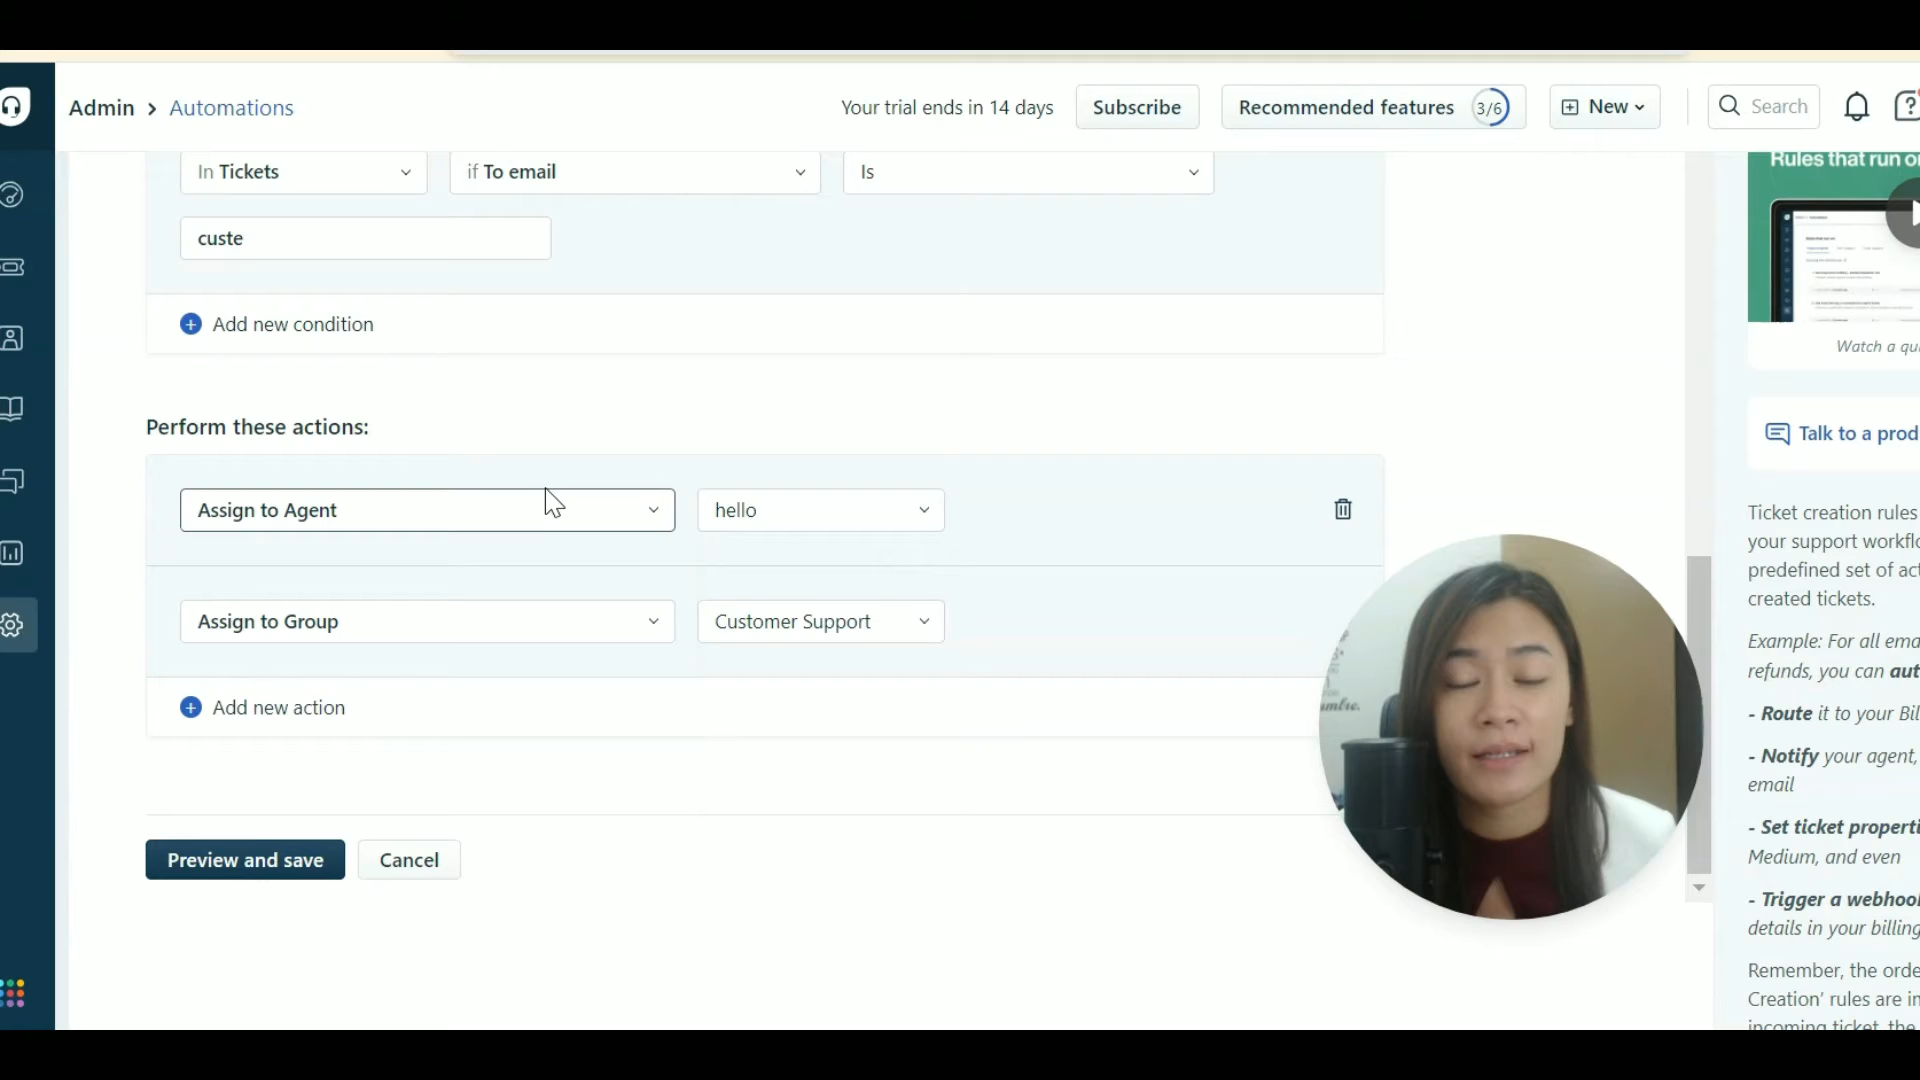 Admin > Automations
Your trial ends in 14 days
Subscribe
Recommended features 3/6
New
Search
In Tickets
if To email
Is
custe
Add new condition
Perform these actions:
Assign to Agent
hello
Assign to Group
Customer Support
Add new action
Preview and save
Cancel
Rules that run o
Watch a qu
Talk to a prod
Ticket creation rules
your support workflo
predefined set of act
created tickets.
Example: For all ema
refunds, you can aut
- Route it to your Bil
- Notify your agent,
email
- Set ticket properti
Medium, and even
- Trigger a webhook
details in your billing
Remember, the orde
Creation' rules are in
incoming ticket, the
umbre.